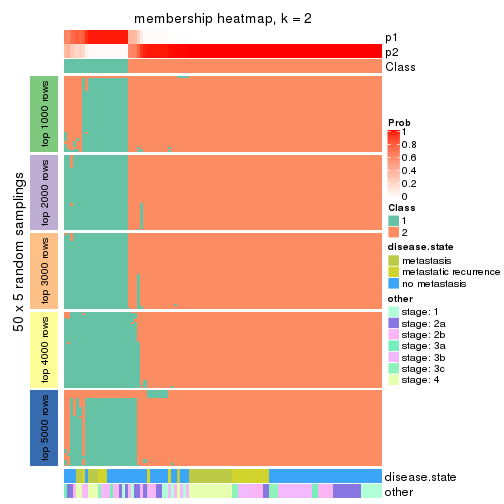 membership heatmap, k = 2
p1
p2
Class
50 x 5 random samplings
top 1000 rows
top 2000 rows
top 3000 rows
top 4000 rows
top 5000 rows
disease.state
other
Prob
1
0.8
0.6
0.4
0.2
0
Class
1
2
disease.state
metastasis
metastatic recurrence
no metastasis
other
stage: 1
stage: 2a
stage: 2b
stage: 3a
stage: 3b
stage: 3c
stage: 4